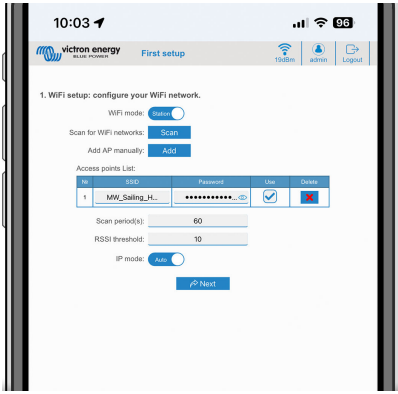 10:03
96
victron energy
BLUE POWER
First setup
19dBm
admin
Logout
1. WiFi setup: configure your WiFi network.
WiFi mode: Station
Scan for WiFi networks: Scan
Add AP manually: Add
Access points List:
Nr SSID Password Use Delete
1 MW_Sailing_H... •••••••••••...
Scan period(s): 60
RSSI threshold: 10
IP mode: Auto
Next